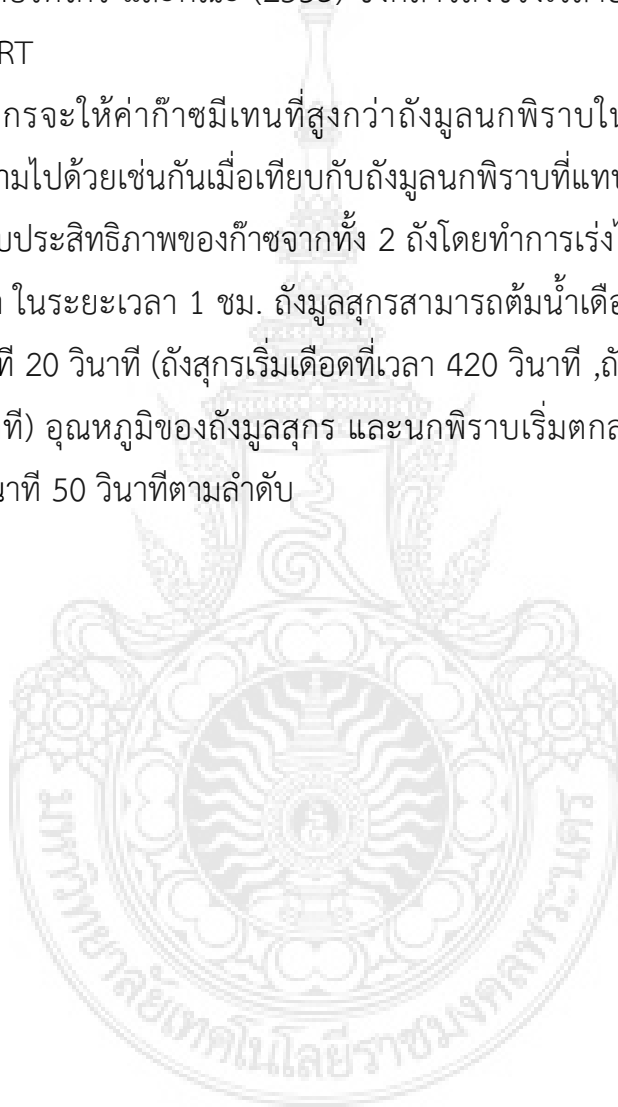 RT
กรจะให้ค่าก๊าซมีเทนที่สูงกว่าถังมูลนกพิราบใน
ามไปด้วยเช่นกันเมื่อเทียบกับถังมูลนกพิราบที่แท
บประสิทธิภาพของก๊าซจากทั้ง 2 ถังโดยทำการเร่ง
ในระยะเวลา 1 ชม. ถังมูลสุกรสามารถต้มน้ำเดือ
ที 20 วินาที (ถังสุกรเริ่มเดือดที่เวลา 420 วินาที ,ถั
ที) อุณหภูมิของถังมูลสุกร และนกพิราบเริ่มตก
นาที 50 วินาทีตามลำดับ
มหาวิทยาลัยเทคโนโลยีราชมงคลพระนคร